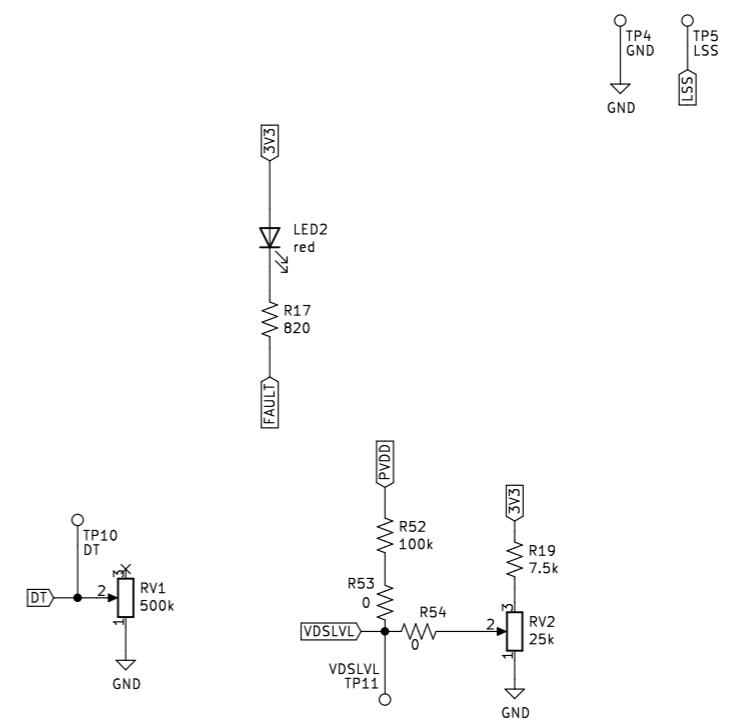 TP4
GND
GND
TP5
LSS
LSS
3V3
LED2
red
R17
820
FAULT
PVDD
R52
100k
R53
0
VDSLVL
R54
0
VDSLVL
TP11
3V3
R19
7.5k
3
2
1
RV2
25k
GND
TP10
DT
DT
3
2
1
RV1
500k
GND